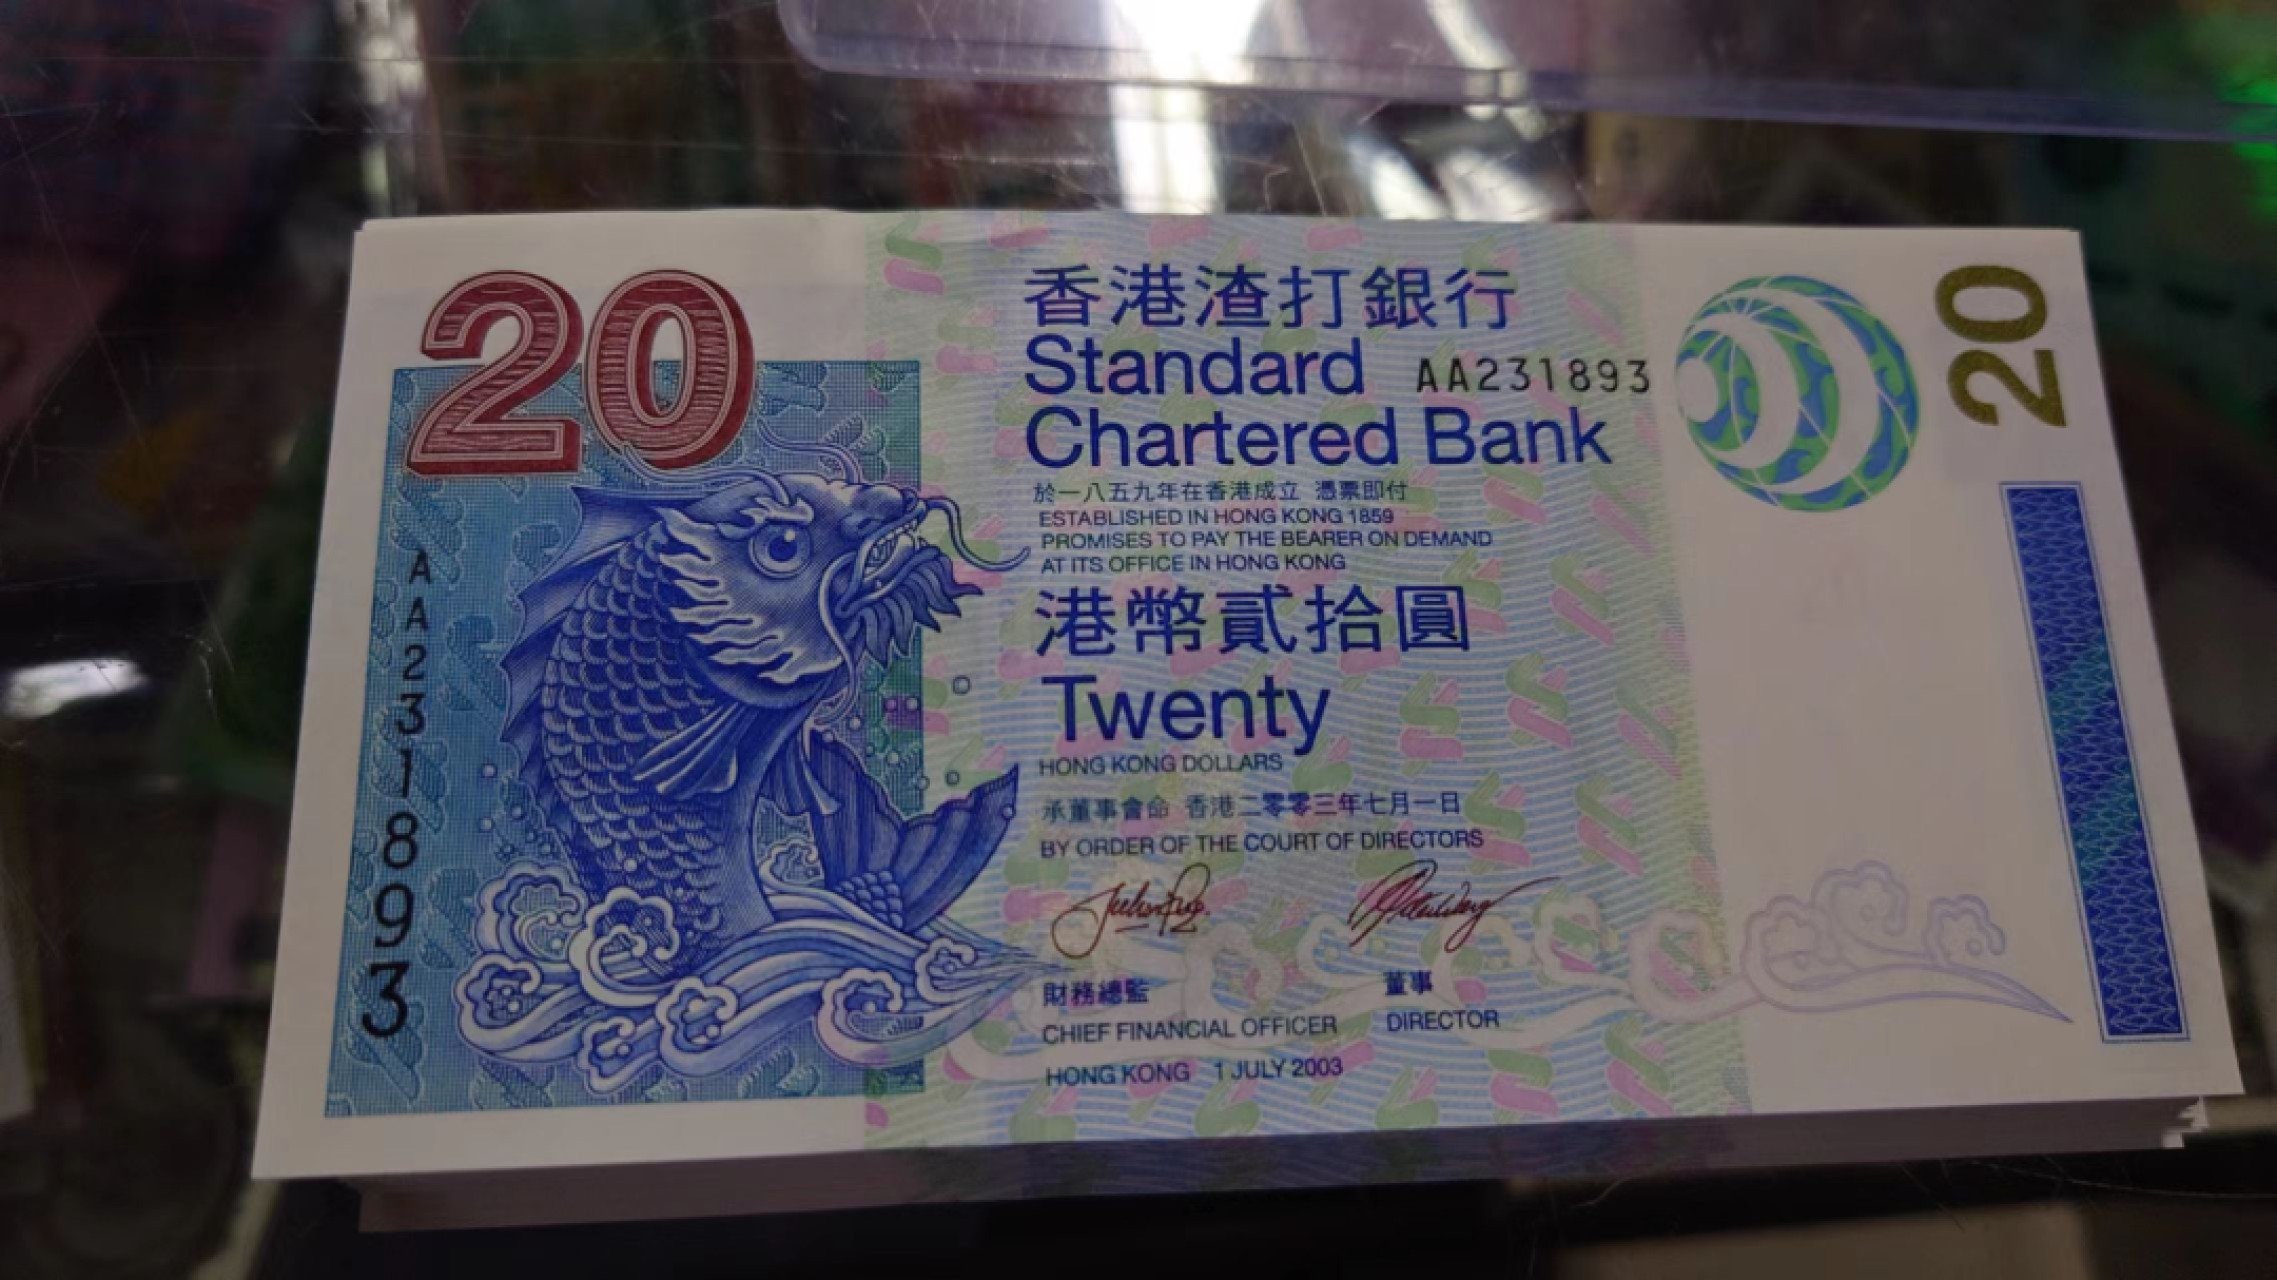 20
香港渣打銀行
Standard
AA231893
Chartered Bank
20
於一八五九年在香港成立 憑票即付
ESTABLISHED IN HONG KONG 1859
PROMISES TO PAY THE BEARER ON DEMAND
AT ITS OFFICE IN HONG KONG
AA231893
港幣貳拾圓
Twenty
HONG KONG DOLLARS
承董事會命 香港二零零三年七月一日
BY ORDER OF THE COURT OF DIRECTORS
財務總監 董事
CHIEF FINANCIAL OFFICER DIRECTOR
HONG KONG 1 JULY 2003